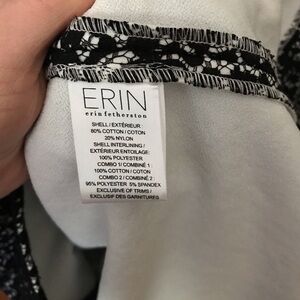 ERIN
erin fetherston
SHELL / EXTÉRIEUR :
80% COTTON / COTON
20% NYLON
SHELL INTERLINING /
EXTÉRIEUR ENTOILAGE:
100% POLYESTER
COMBO 1 / COMBINÉ 1 :
100% COTTON / COTON
COMBO 2 / COMBINÉ 2 :
95% POLYESTER 5% SPANDEX
EXCLUSIVE OF TRIMS /
EXCLUSIF DES GARNITURES